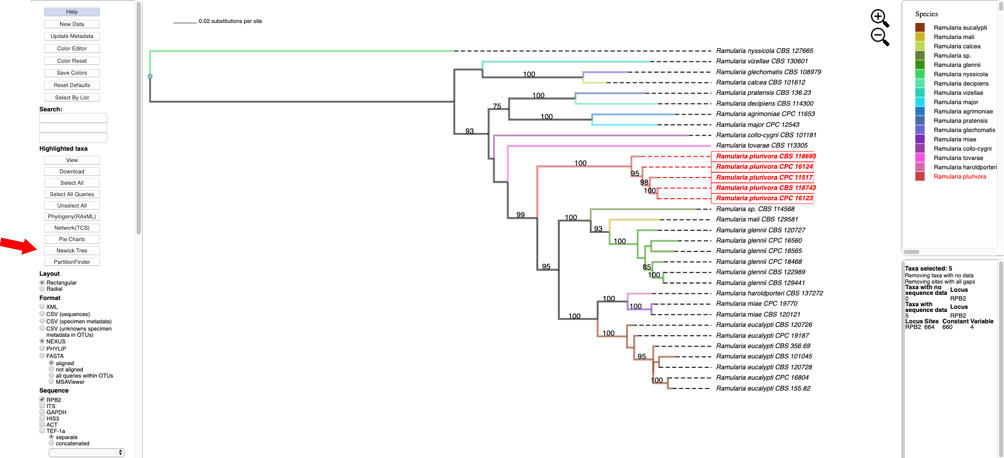 Help
New Data
Update Metadata
Color Editor
Color Reset
Save Colors
Reset Defaults
Select By List
Search:
Highlighted taxa
View
Download
Select All
Select All Queries
Unselect All
Phylogeny(RAxML)
Network(TCS)
Pie Charts
Newick Tree
PartitionFinder
Layout
Rectangular
Radial
Format
XML
CSV (sequences)
CSV (specimen metadata)
CSV (unknowns specimen
metadata in OTUs)
NEXUS
PHYLIP
FASTA
aligned
not aligned
all queries within OTUs
MSAViewer
Sequence
RPB2
ITS
GAPDH
HIS3
ACT
TEF-1a
separate
concatenated
0.02 substitutions per site
Ramularia nyssicola CBS 127665
Ramularia vizellae CBS 130601
100 Ramularia glechomatis CBS 108979
Ramularia calcea CBS 101612
100 Ramularia pratensis CBS 136.23
75 Ramularia decipiens CBS 114300
100 Ramularia agrimoniae CPC 11653
Ramularia major CPC 12543
93 Ramularia collo-cygni CBS 101181
Ramularia tovarae CBS 113305
100 Ramularia plurivora CBS 118693
Ramularia plurivora CPC 16124
95 Ramularia plurivora CPC 11517
98 Ramularia plurivora CBS 118743
100 Ramularia plurivora CPC 16123
99 Ramularia sp. CBS 114568
100 Ramularia mali CBS 129581
93 Ramularia glennii CBS 120727
100 Ramularia glennii CPC 16560
Ramularia glennii CPC 16565
Ramularia glennii CPC 18468
95 85 Ramularia glennii CBS 122989
100 Ramularia glennii CBS 129441
Ramularia haroldporteri CBS 137272
100 Ramularia miae CPC 19770
100 Ramularia miae CBS 120121
Ramularia eucalypti CBS 120726
100 Ramularia eucalypti CPC 19187
Ramularia eucalypti CBS 356.69
95 Ramularia eucalypti CBS 101045
Ramularia eucalypti CBS 120728
100 Ramularia eucalypti CPC 16804
Ramularia eucalypti CBS 155.82
Species
Ramularia eucalypti
Ramularia mali
Ramularia calcea
Ramularia sp.
Ramularia glennii
Ramularia nyssicola
Ramularia decipiens
Ramularia vizellae
Ramularia major
Ramularia agrimoniae
Ramularia pratensis
Ramularia glechomatis
Ramularia miae
Ramularia collo-cygni
Ramularia tovarae
Ramularia haroldporteri
Ramularia plurivora
Taxa selected: 5
Removing taxa with no data
Removing sites with all gaps
Taxa with no
sequence data Locus
0 RPB2
Taxa with
sequence data Locus
5 RPB2
Locus Sites Constant Variable
RPB2 664 660 4